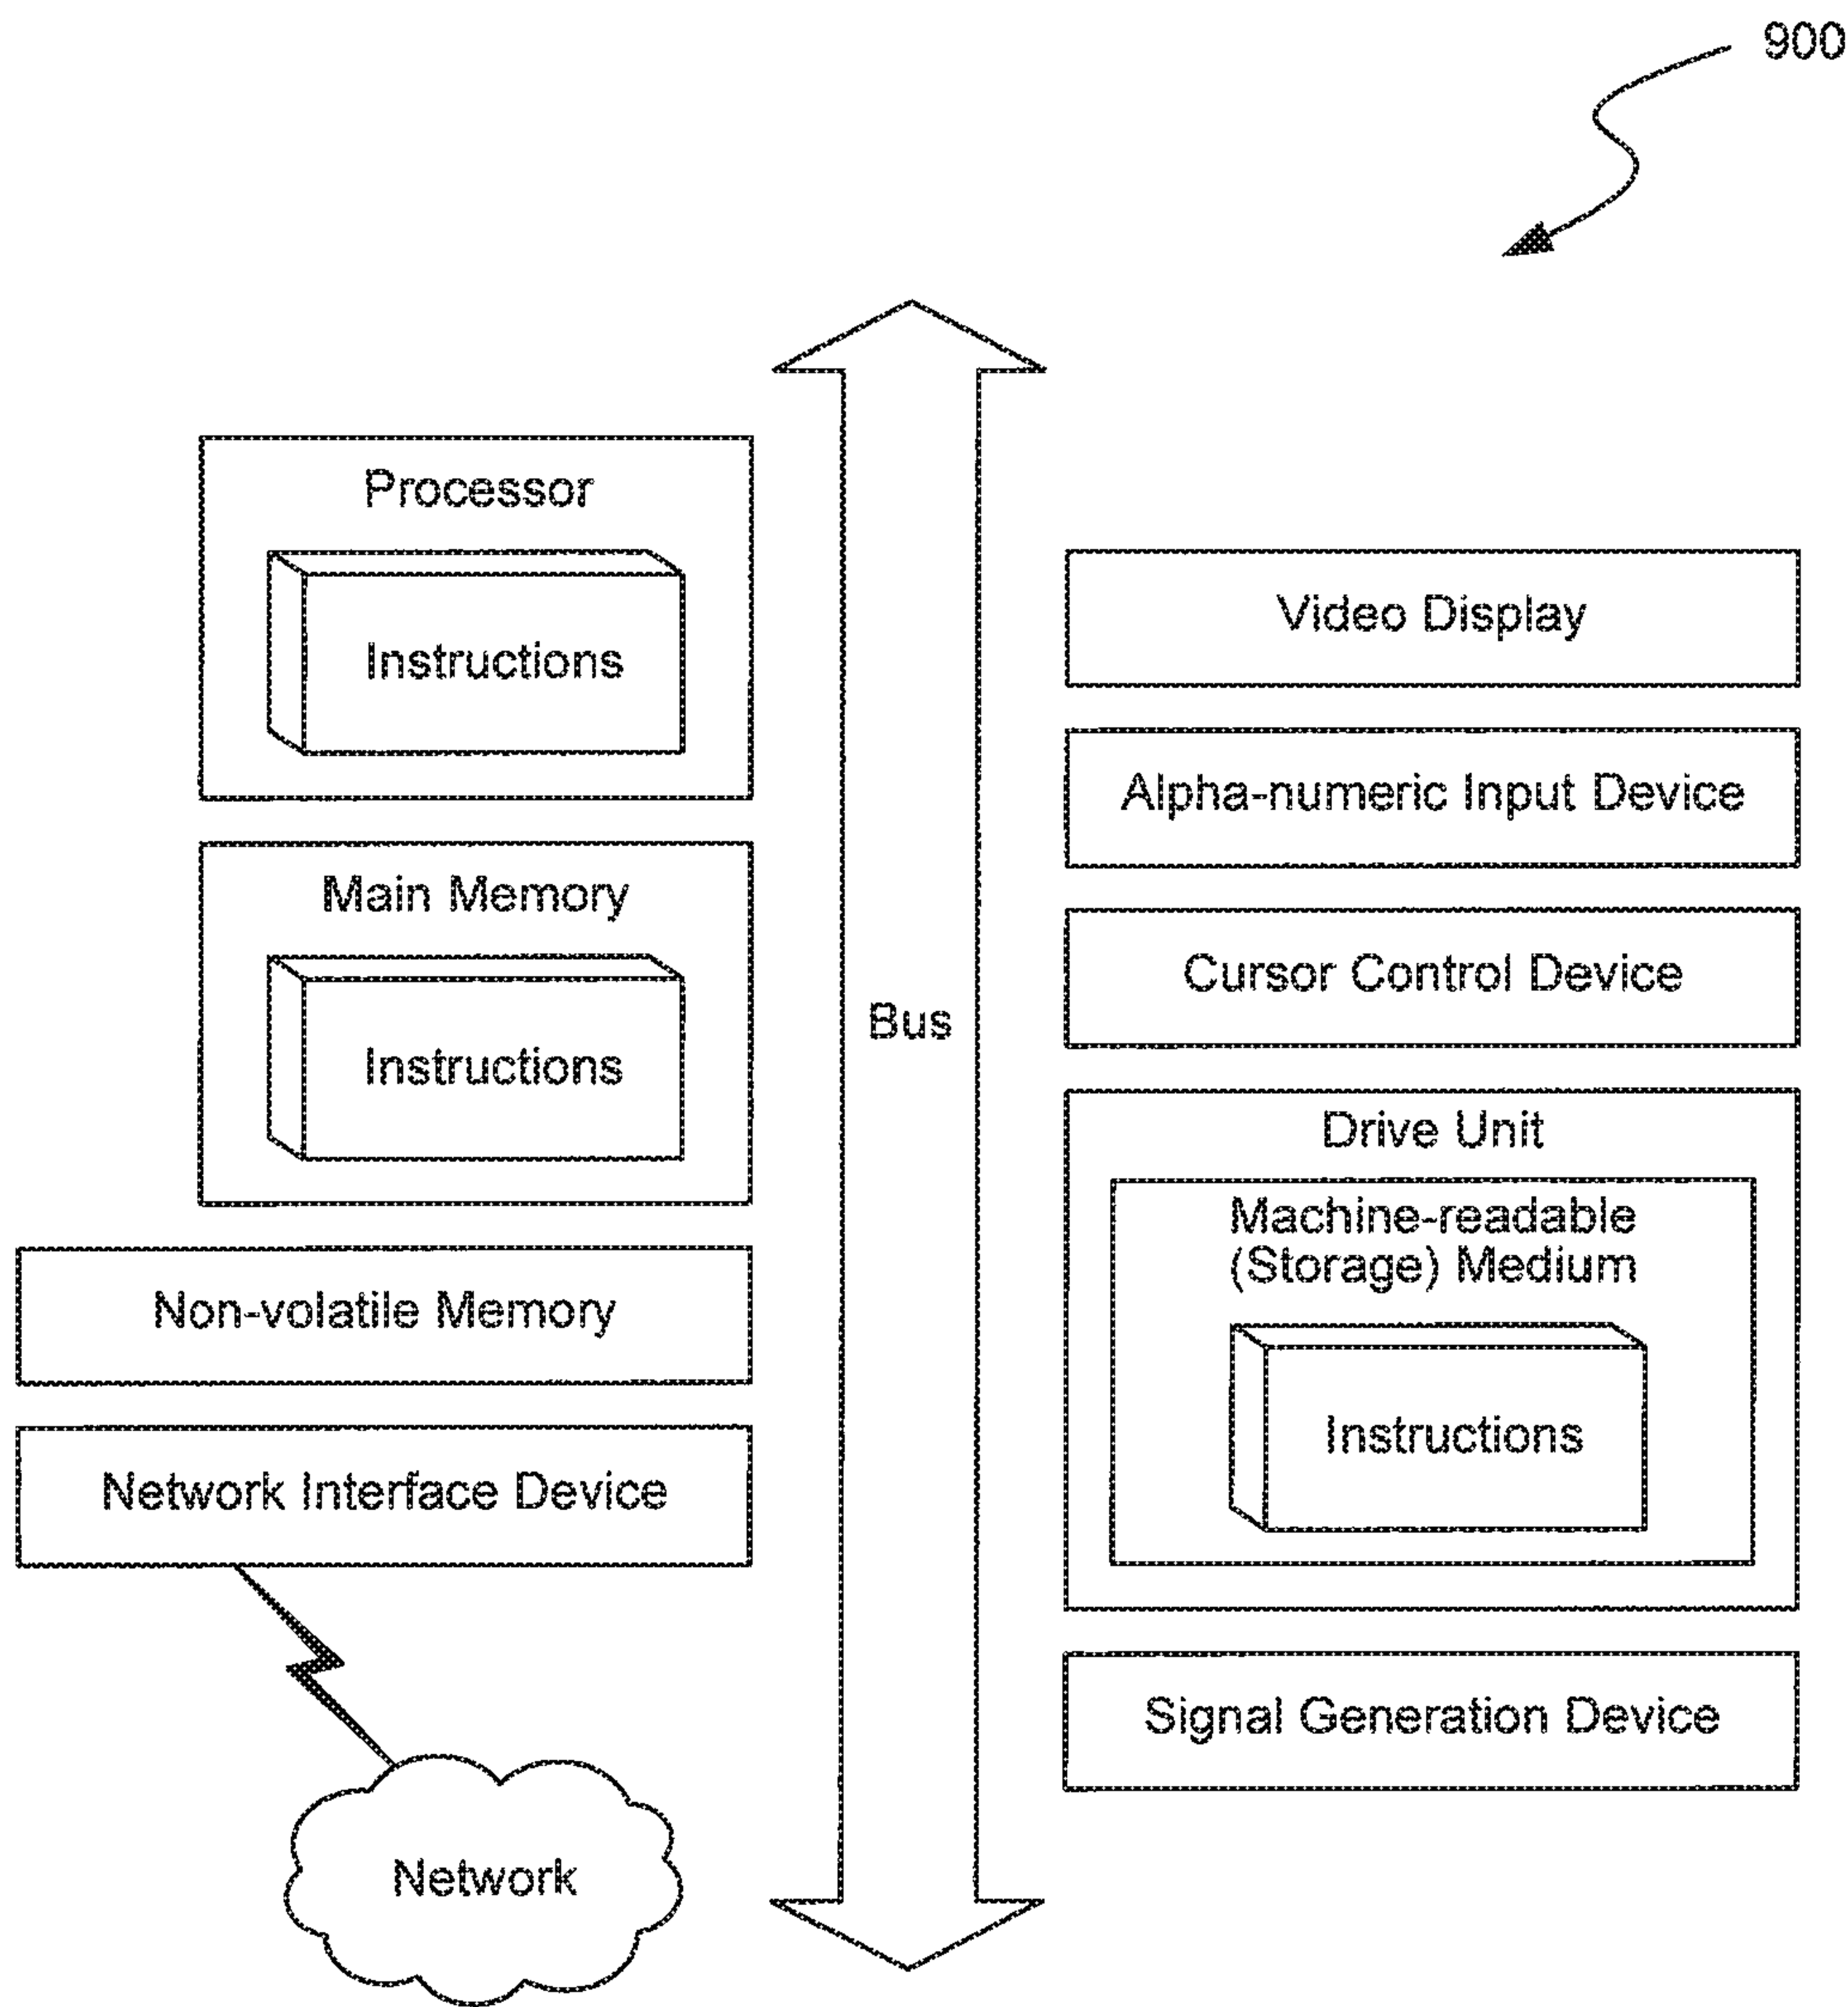 900
Processor
Instructions
Main Memory
Instructions
Non-volatile Memory
Network Interface Device
Network
Bus
Video Display
Alpha-numeric Input Device
Cursor Control Device
Drive Unit
Machine-readable
(Storage) Medium
Instructions
Signal Generation Device